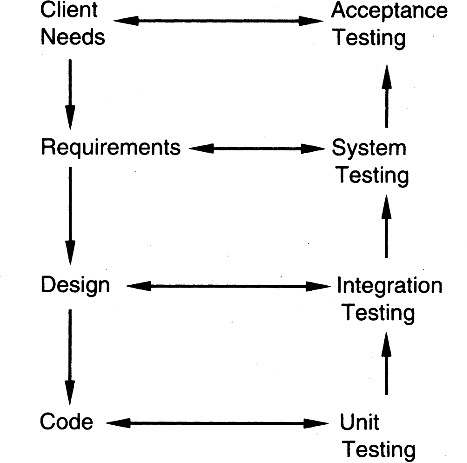 Client
Needs
Acceptance
Testing
Requirements
System
Testing
Design
Integration
Testing
Code
Unit
Testing